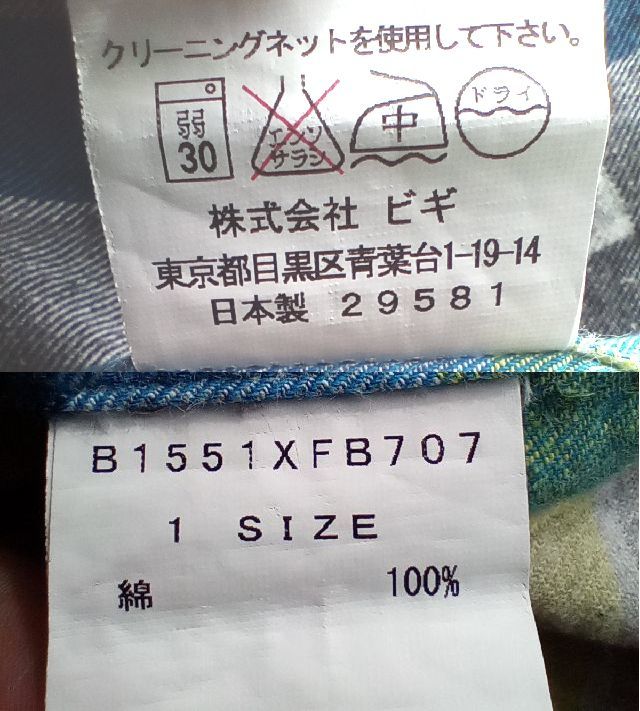 クリーニングネットを使用して下さい。
弱 30 エンソ サラシ 中 ドライ
株式会社 ビギ
東京都目黒区青葉台1-19-14
日本製 29581
B1551XFB707
1 SIZE
綿 100%